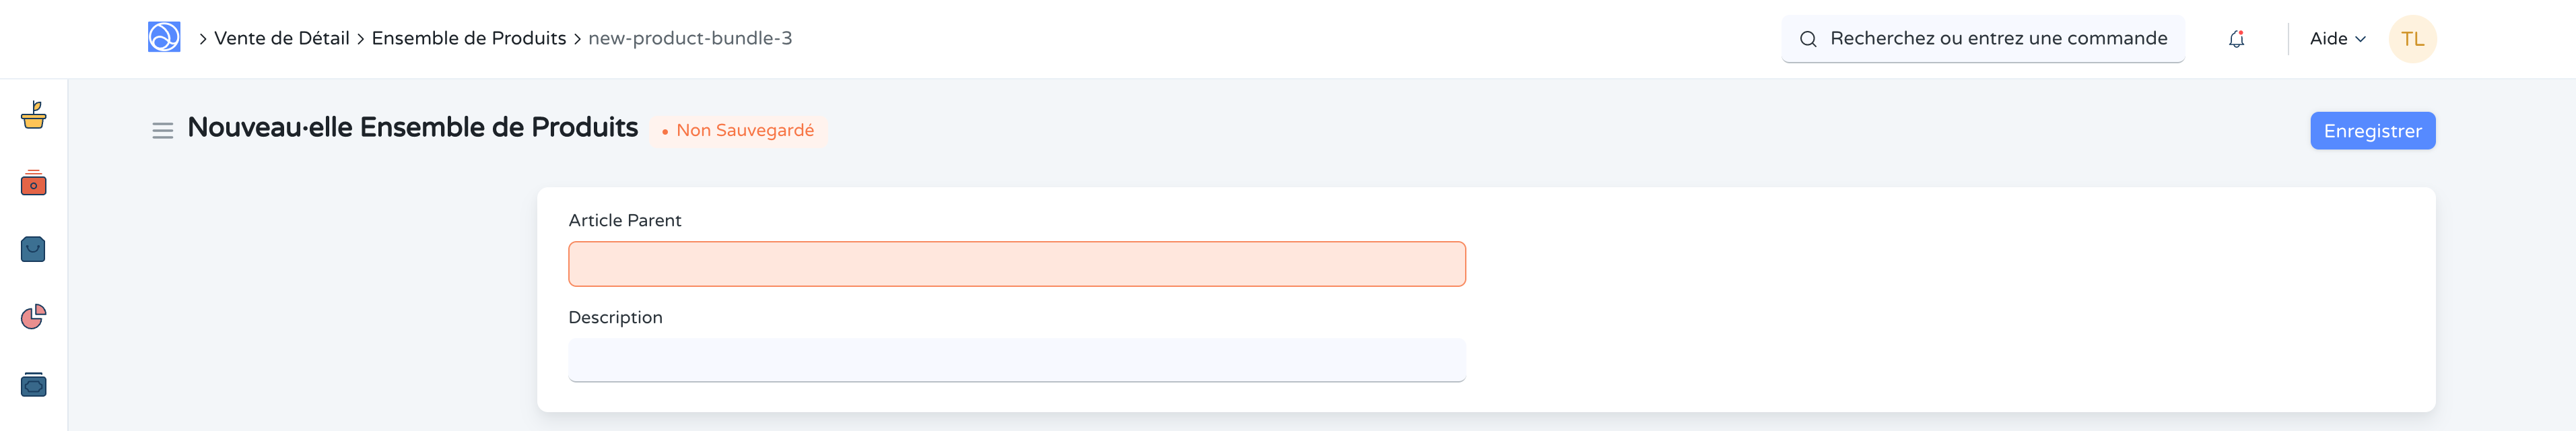 Vente de Détail Ensemble de Produits new-product-bundle-3 Recherchez ou entrez une commande Aide TL
Nouveau·elle Ensemble de Produits Non Sauvegardé Enregistrer
Article Parent
Description